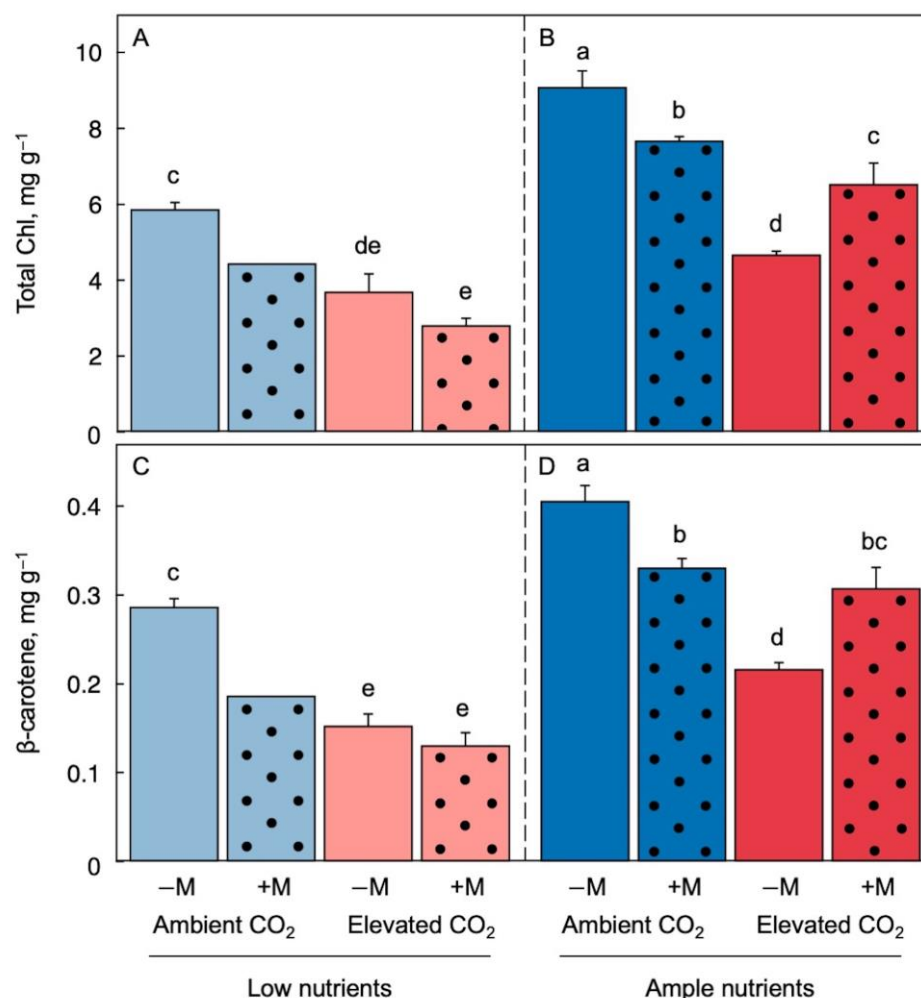 A
B
Total Chl, mg g⁻¹
10
8
6
4
2
0
c
de
e
a
b
d
c
C
D
β-carotene, mg g⁻¹
0.4
0.3
0.2
0.1
0
c
e
e
a
b
d
bc
−M +M −M +M −M +M −M +M
Ambient CO₂ Elevated CO₂ Ambient CO₂ Elevated CO₂
Low nutrients Ample nutrients